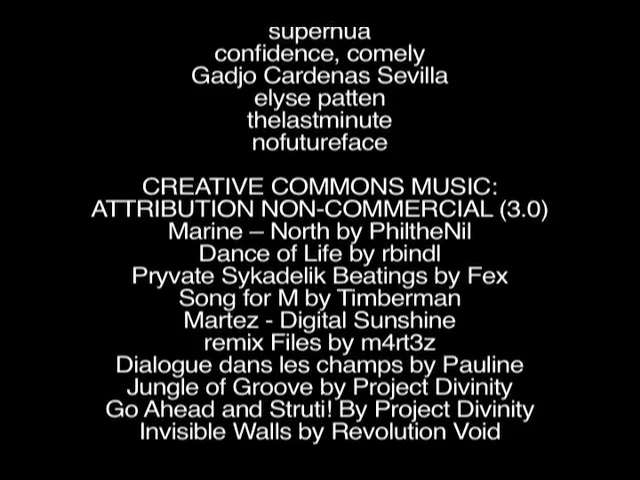 supernua
confidence, comely
Gadjo Cardenas Sevilla
elyse patten
thelastminute
nofutureface
CREATIVE COMMONS MUSIC:
ATTRIBUTION NON-COMMERCIAL (3.0)
Marine – North by PhiltheNil
Dance of Life by rbindl
Pryvate Sykadelik Beatings by Fex
Song for M by Timberman
Martez - Digital Sunshine
remix Files by m4rt3z
Dialogue dans les champs by Pauline
Jungle of Groove by Project Divinity
Go Ahead and Struti! By Project Divinity
Invisible Walls by Revolution Void